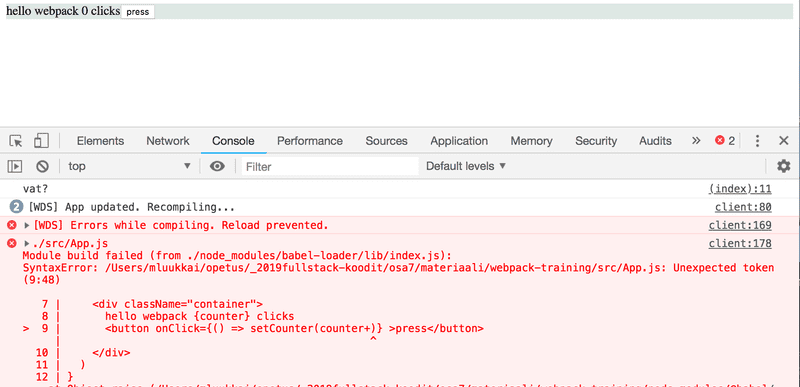 hello webpack 0 clicks press
Elements Network Console Performance Sources Application Memory Security Audits » 2
top Filter Default levels
vat? (index):11
2 [WDS] App updated. Recompiling... client:80
[WDS] Errors while compiling. Reload prevented. client:169
./src/App.js client:178
Module build failed (from ./node_modules/babel-loader/lib/index.js):
SyntaxError: /Users/mluukkai/opetus/_2019fullstack-koodit/osa7/materiaali/webpack-training/src/App.js: Unexpected token
(9:48)
7 | <div className="container">
8 | hello webpack {counter} clicks
> 9 | <button onClick={() => setCounter(counter+)} >press</button>
| ^
10 | </div>
11 | )
12 | }